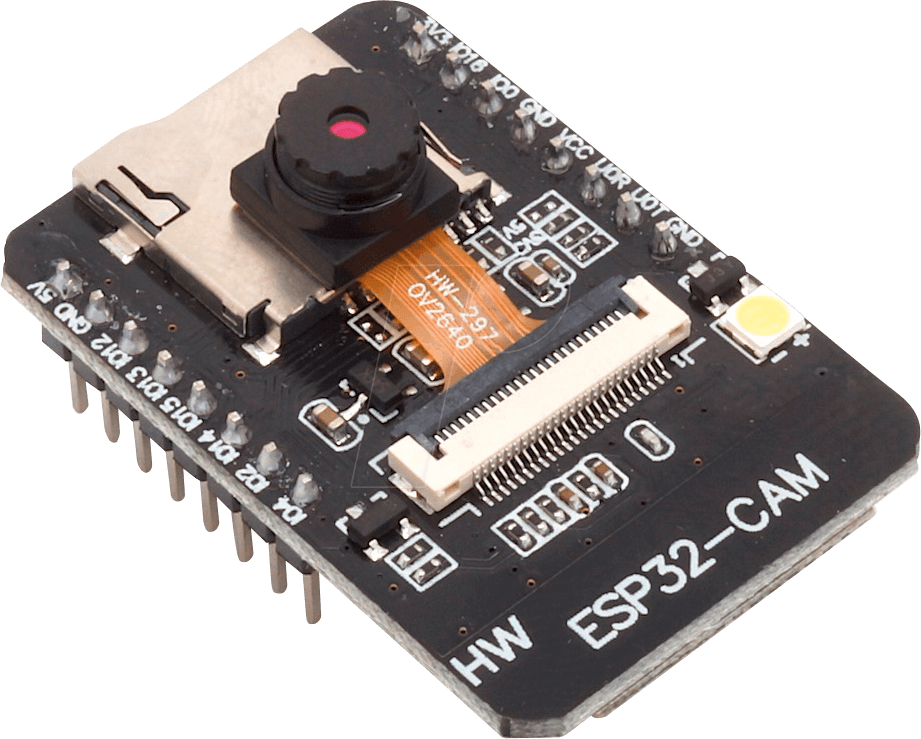 3V3 IO16 IO0 GND VCC UOR UOT GND
5V GND IO12 IO13 IO15 IO14 IO2 IO4
HW-297
OV2640
+
-
HW ESP32-CAM